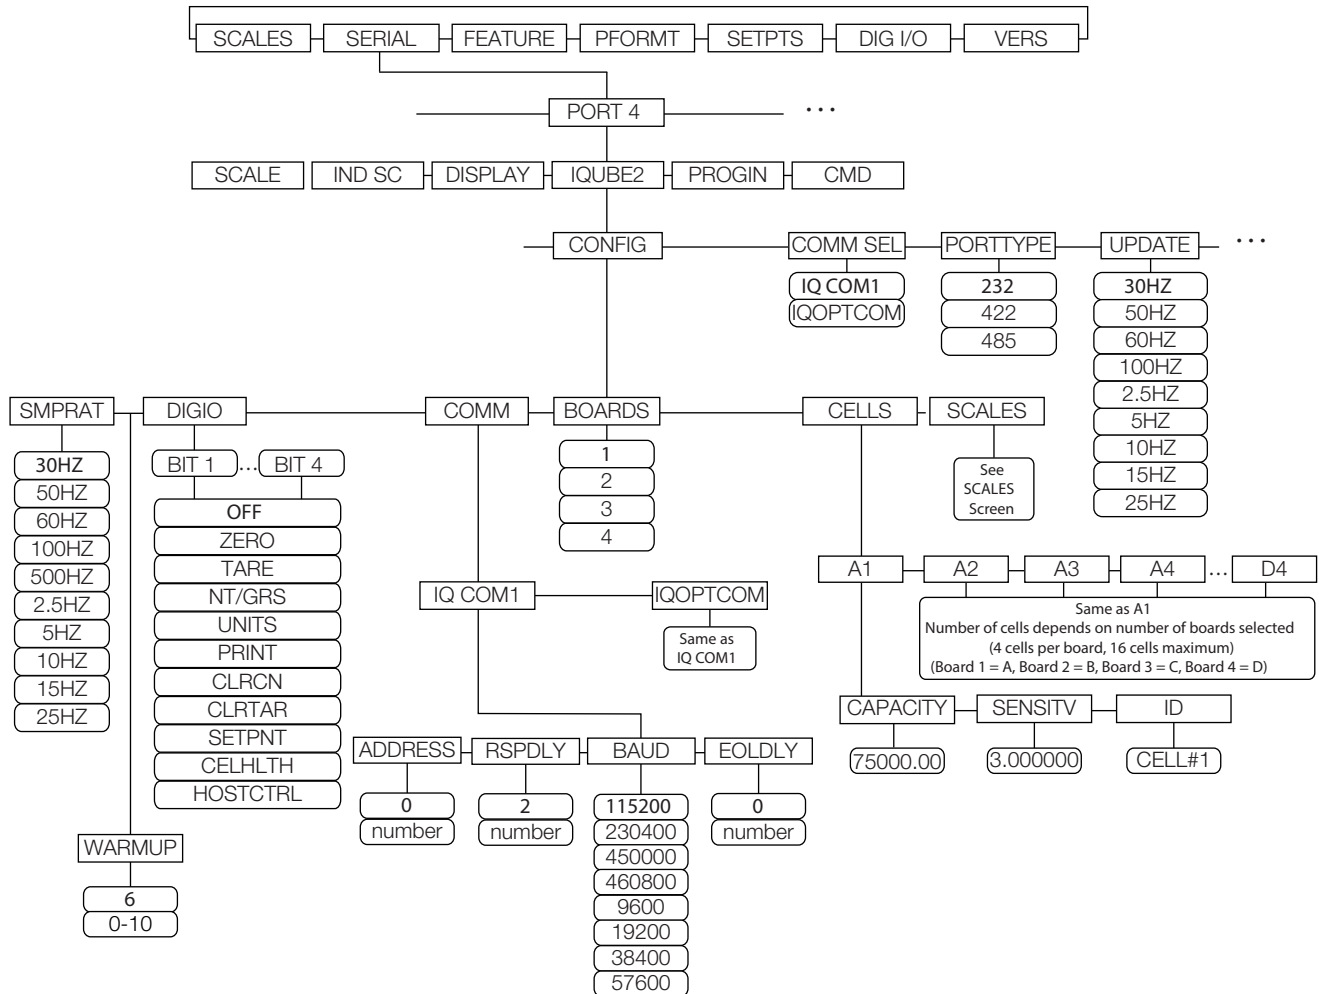 SCALES SERIAL FEATURE PFORMT SETPTS DIG I/O VERS
PORT 4 ...
SCALE IND SC DISPLAY IQUBE2 PROGIN CMD
CONFIG COMM SEL PORTTYPE UPDATE ...
IQ COM1 232 30HZ
IQOPTCOM 422 50HZ
485 60HZ
100HZ
2.5HZ
5HZ
10HZ
15HZ
25HZ
SMPRAT DIGIO COMM BOARDS CELLS SCALES
30HZ
50HZ
60HZ
100HZ
500HZ
2.5HZ
5HZ
10HZ
15HZ
25HZ
BIT 1 ... BIT 4
OFF
ZERO
TARE
NT/GRS
UNITS
PRINT
CLRCN
CLRTAR
SETPNT
CELHLTH
HOSTCTRL
1
2
3
4
See
SCALES
Screen
A1 A2 A3 A4 ... D4
Same as A1
Number of cells depends on number of boards selected
(4 cells per board, 16 cells maximum)
(Board 1 = A, Board 2 = B, Board 3 = C, Board 4 = D)
IQ COM1 IQOPTCOM
Same as
IQ COM1
CAPACITY SENSITV ID
75000.00 3.000000 CELL#1
ADDRESS RSPDLY BAUD EOLDLY
0 2 115200 0
number number 230400 number
450000
460800
9600
19200
38400
57600
WARMUP
6
0-10